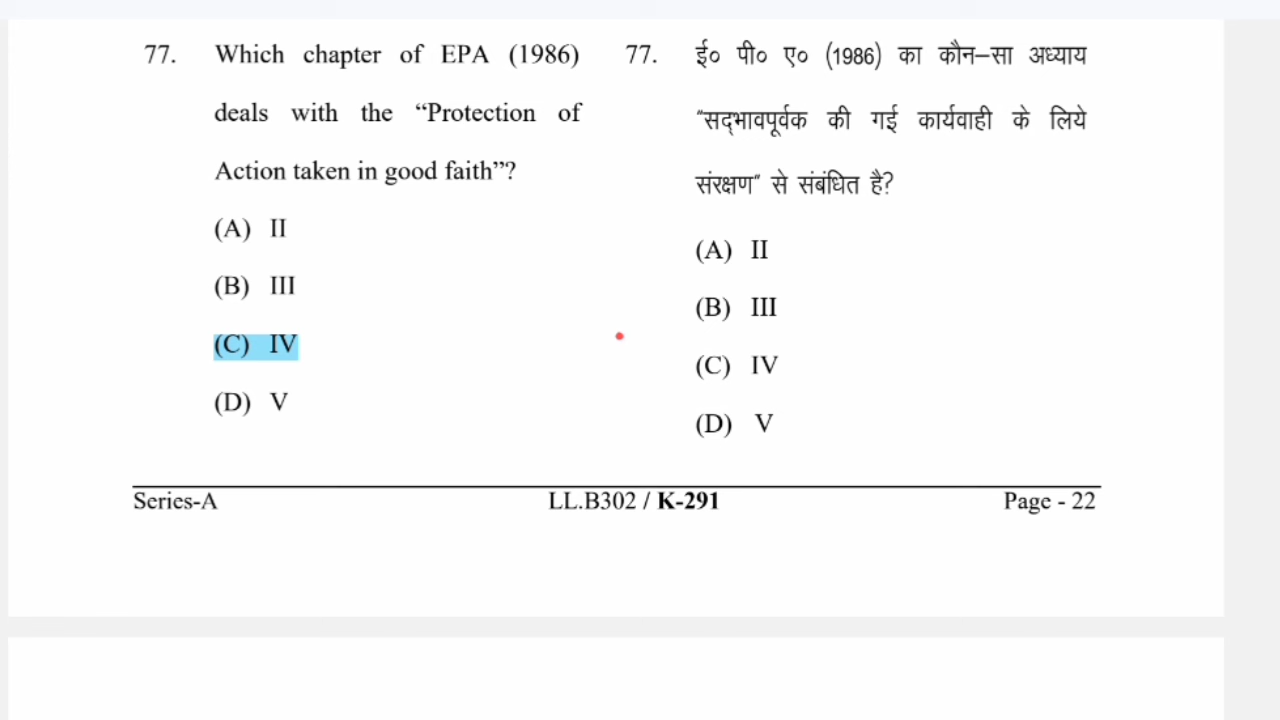 77. Which chapter of EPA (1986)
deals with the “Protection of
Action taken in good faith”?
(A) II
(B) III
(C) IV
(D) V
77. ई० पी० ए० (1986) का कौन–सा अध्याय
“सद्भावपूर्वक की गई कार्यवाही के लिये
संरक्षण” से संबंधित है?
(A) II
(B) III
(C) IV
(D) V
Series-A LL.B302 / K-291 Page - 22